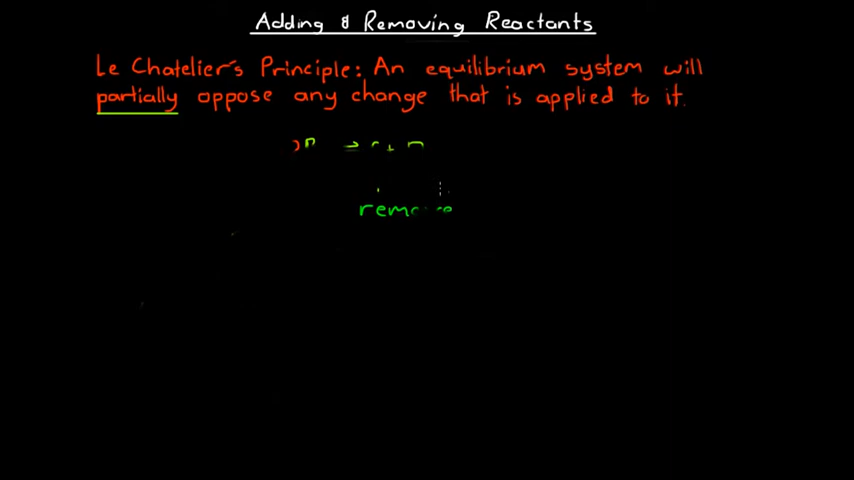 Adding & Removing Reactants
Le Chatelier's Principle: An equilibrium system will
partially oppose any change that is applied to it.